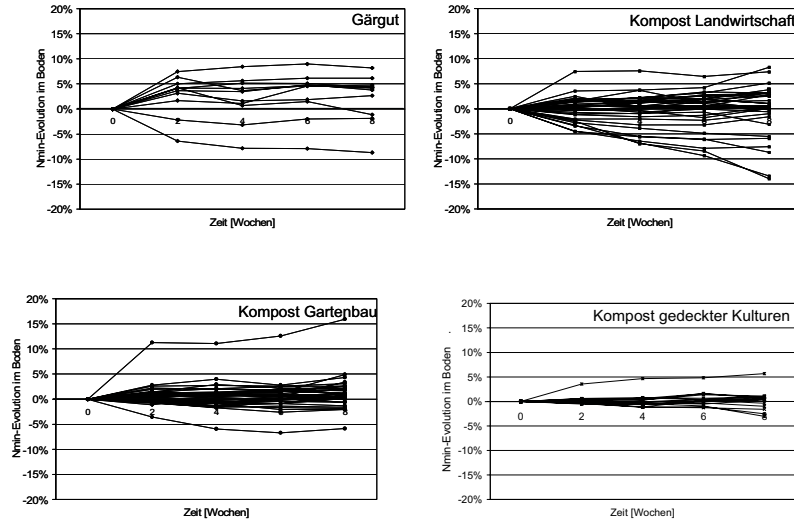 Gärgut
20%
15%
10%
5%
0%
-5%
-10%
-15%
-20%
0 2 4 6 8
Nmin-Evolution im Boden
Zeit [Wochen]
Kompost Landwirtschaft
20%
15%
10%
5%
0%
-5%
-10%
-15%
-20%
0
Nmin-Evolution im Boden
Zeit [Wochen]
Kompost Gartenbau
20%
15%
10%
5%
0%
-5%
-10%
-15%
-20%
0 2 4 6 8
Nmin-Evolution im Boden
Zeit [Wochen]
Kompost gedeckter Kulturen
20%
15%
10%
5%
0%
-5%
-10%
-15%
-20%
0 2 4 6 8
Nmin-Evolution im Boden
Zeit [Wochen]